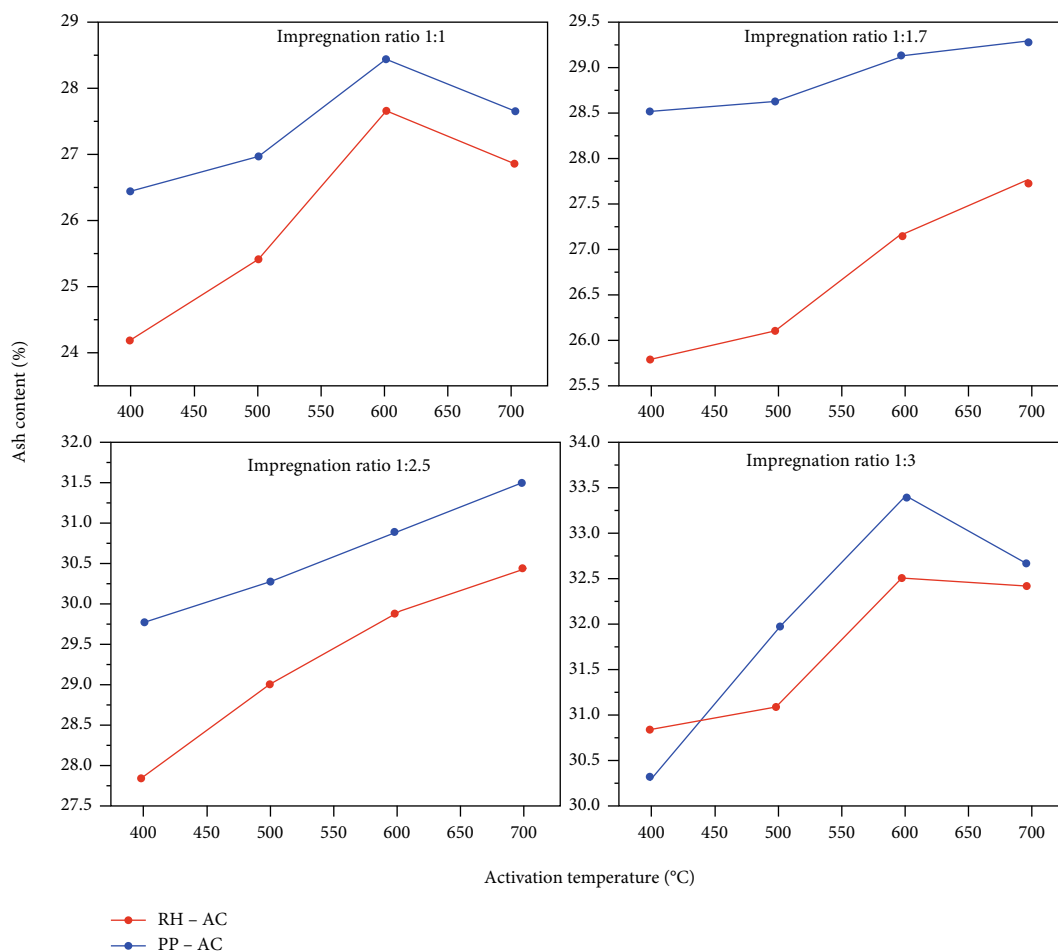 Impregnation ratio 1:1
29
28
27
26
25
24
400 450 500 550 600 650 700
Impregnation ratio 1:1.7
29.5
29.0
28.5
28.0
27.5
27.0
26.5
26.0
25.5
400 450 500 550 600 650 700
Ash content (%)
Impregnation ratio 1:2.5
32.0
31.5
31.0
30.5
30.0
29.5
29.0
28.5
28.0
27.5
400 450 500 550 600 650 700
Impregnation ratio 1:3
34.0
33.5
33.0
32.5
32.0
31.5
31.0
30.5
30.0
400 450 500 550 600 650 700
Activation temperature (°C)
RH – AC
PP – AC